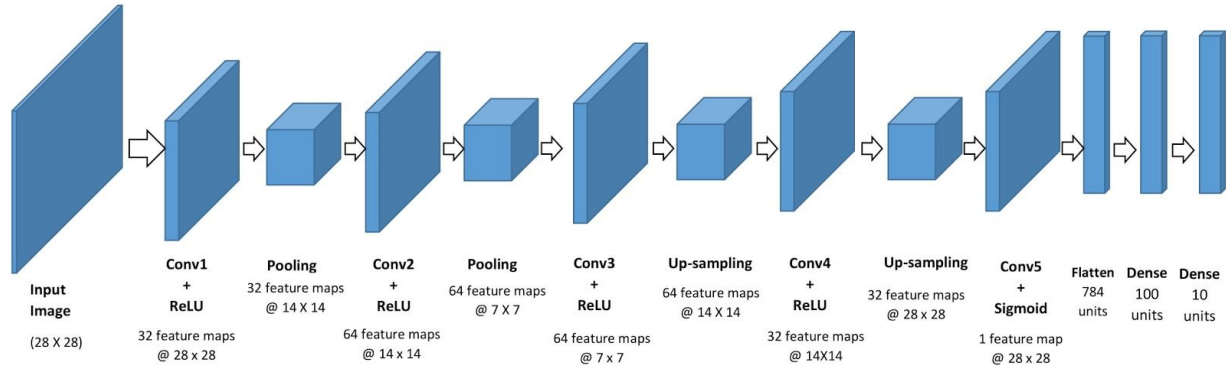 Input
Image
(28 X 28)
Conv1
+
ReLU
32 feature maps
@ 28 x 28
Pooling
32 feature maps
@ 14 X 14
Conv2
+
ReLU
64 feature maps
@ 14 x 14
Pooling
64 feature maps
@ 7 X 7
Conv3
+
ReLU
64 feature maps
@ 7 x 7
Up-sampling
64 feature maps
@ 14 X 14
Conv4
+
ReLU
32 feature maps
@ 14X14
Up-sampling
32 feature maps
@ 28 x 28
Conv5
+
Sigmoid
1 feature map
@ 28 x 28
Flatten
784
units
Dense
100
units
Dense
10
units